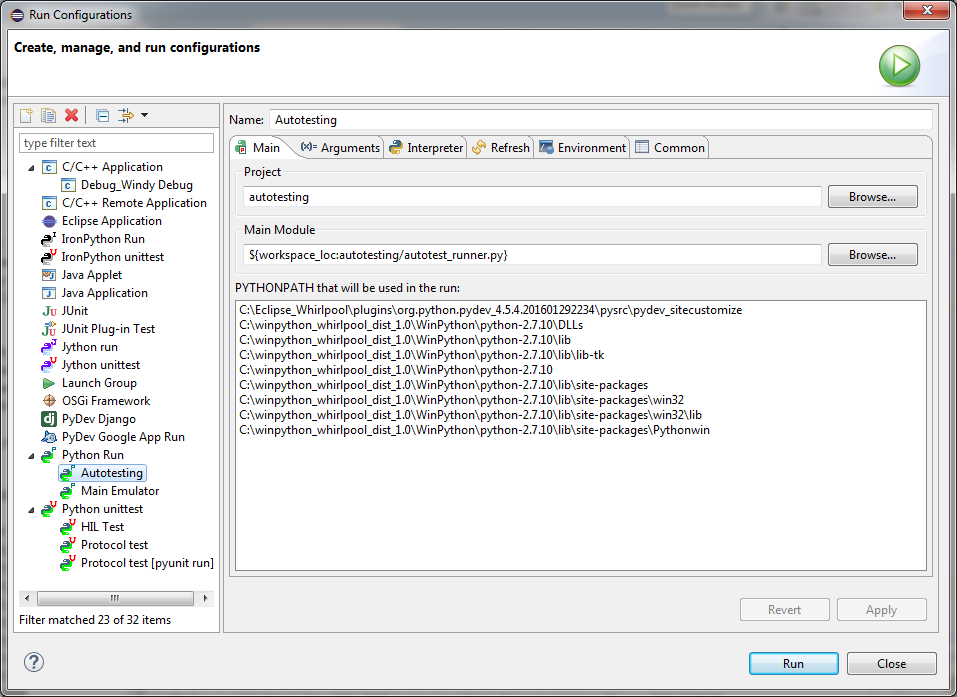 Run Configurations
Create, manage, and run configurations
type filter text
C/C++ Application
Debug_Windy Debug
C/C++ Remote Application
Eclipse Application
IronPython Run
IronPython unittest
Java Applet
Java Application
Ju JUnit
JUnit Plug-in Test
Jython run
Jython unittest
Launch Group
OSGi Framework
dj PyDev Django
PyDev Google App Run
Python Run
Autotesting
Main Emulator
Python unittest
HIL Test
Protocol test
Protocol test [pyunit run]
Filter matched 23 of 32 items
Name: Autotesting
Main (x)= Arguments Interpreter Refresh Environment Common
Project
autotesting Browse...
Main Module
${workspace_loc:autotesting/autotest_runner.py} Browse...
PYTHONPATH that will be used in the run:
C:\Eclipse_Whirlpool\plugins\org.python.pydev_4.5.4.201601292234\pysrc\pydev_sitecustomize
C:\winpython_whirlpool_dist_1.0\WinPython\python-2.7.10\DLLs
C:\winpython_whirlpool_dist_1.0\WinPython\python-2.7.10\lib
C:\winpython_whirlpool_dist_1.0\WinPython\python-2.7.10\lib\lib-tk
C:\winpython_whirlpool_dist_1.0\WinPython\python-2.7.10
C:\winpython_whirlpool_dist_1.0\WinPython\python-2.7.10\lib\site-packages
C:\winpython_whirlpool_dist_1.0\WinPython\python-2.7.10\lib\site-packages\win32
C:\winpython_whirlpool_dist_1.0\WinPython\python-2.7.10\lib\site-packages\win32\lib
C:\winpython_whirlpool_dist_1.0\WinPython\python-2.7.10\lib\site-packages\Pythonwin
Revert Apply
? Run Close